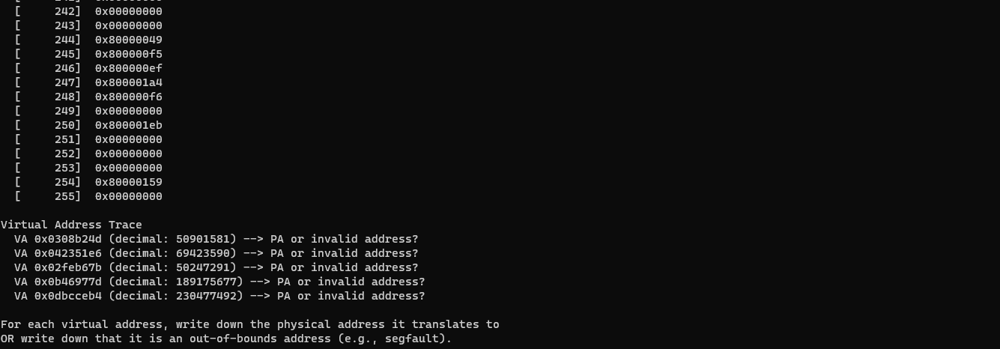 [     242]  0x00000000
[     243]  0x00000000
[     244]  0x80000049
[     245]  0x800000f5
[     246]  0x800000ef
[     247]  0x800001a4
[     248]  0x800000f6
[     249]  0x00000000
[     250]  0x800001eb
[     251]  0x00000000
[     252]  0x00000000
[     253]  0x00000000
[     254]  0x80000159
[     255]  0x00000000
Virtual Address Trace
VA 0x0308b24d (decimal: 50901581) --> PA or invalid address?
VA 0x042351e6 (decimal: 69423590) --> PA or invalid address?
VA 0x02feb67b (decimal: 50247291) --> PA or invalid address?
VA 0x0b46977d (decimal: 189175677) --> PA or invalid address?
VA 0x0dbcceb4 (decimal: 230477492) --> PA or invalid address?
For each virtual address, write down the physical address it translates to
OR write down that it is an out-of-bounds address (e.g., segfault).